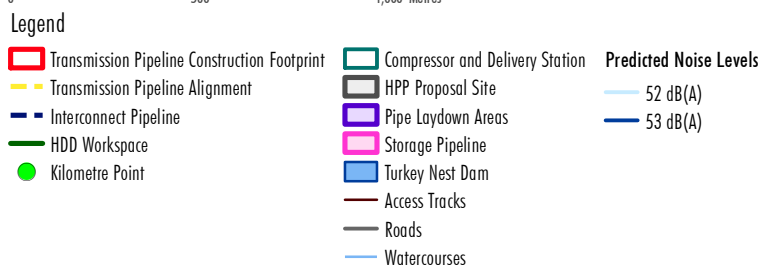 Legend
Transmission Pipeline Construction Footprint
Transmission Pipeline Alignment
Interconnect Pipeline
HDD Workspace
Kilometre Point
Compressor and Delivery Station
HPP Proposal Site
Pipe Laydown Areas
Storage Pipeline
Turkey Nest Dam
Access Tracks
Roads
Watercourses
Predicted Noise Levels
52 dB(A)
53 dB(A)